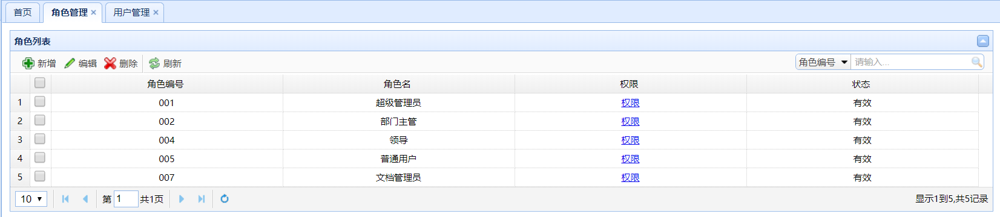 首页 角色管理 用户管理
角色列表
新增 编辑 删除 刷新 角色编号 请输入...
角色编号 角色名 权限 状态
1 001 超级管理员 权限 有效
2 002 部门主管 权限 有效
3 004 领导 权限 有效
4 005 普通用户 权限 有效
5 007 文档管理员 权限 有效
10 第 1 共1页 显示1到5,共5记录